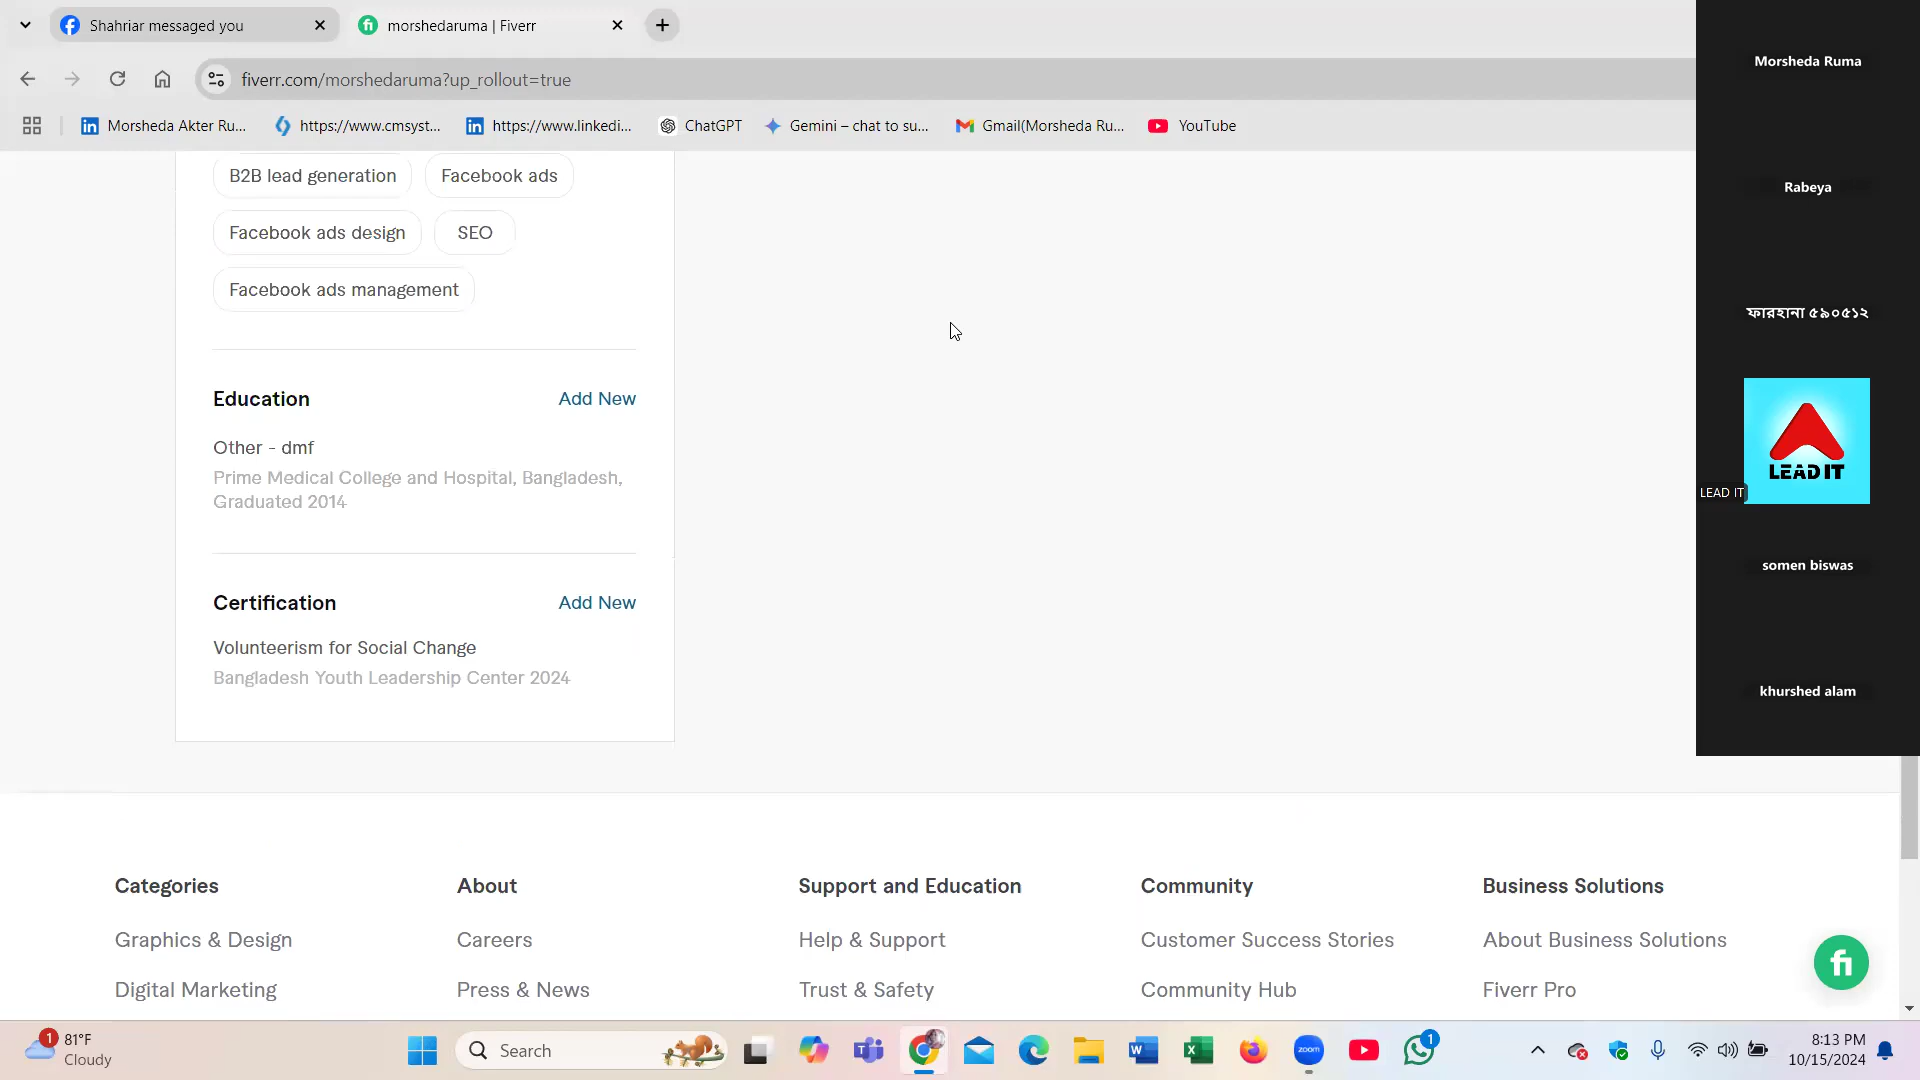 Shahriar messaged you
morshedaruma | Fiverr
fiverr.com/morshedaruma?up_rollout=true
Morsheda Akter Ru...
https://www.cmsyst...
https://www.linkedi...
ChatGPT
Gemini – chat to su...
Gmail(Morsheda Ru...
YouTube
B2B lead generation
Facebook ads
Facebook ads design
SEO
Facebook ads management
Education
Add New
Other - dmf
Prime Medical College and Hospital, Bangladesh,
Graduated 2014
Certification
Add New
Volunteerism for Social Change
Bangladesh Youth Leadership Center 2024
Morsheda Ruma
Rabeya
ফারহানা ৫৯০৫১২
LEAD IT
LEAD IT
somen biswas
khurshed alam
Categories
About
Support and Education
Community
Business Solutions
Graphics & Design
Careers
Help & Support
Customer Success Stories
About Business Solutions
Digital Marketing
Press & News
Trust & Safety
Community Hub
Fiverr Pro
fi
1
81°F
Cloudy
Search
zoom
1
8:13 PM
10/15/2024